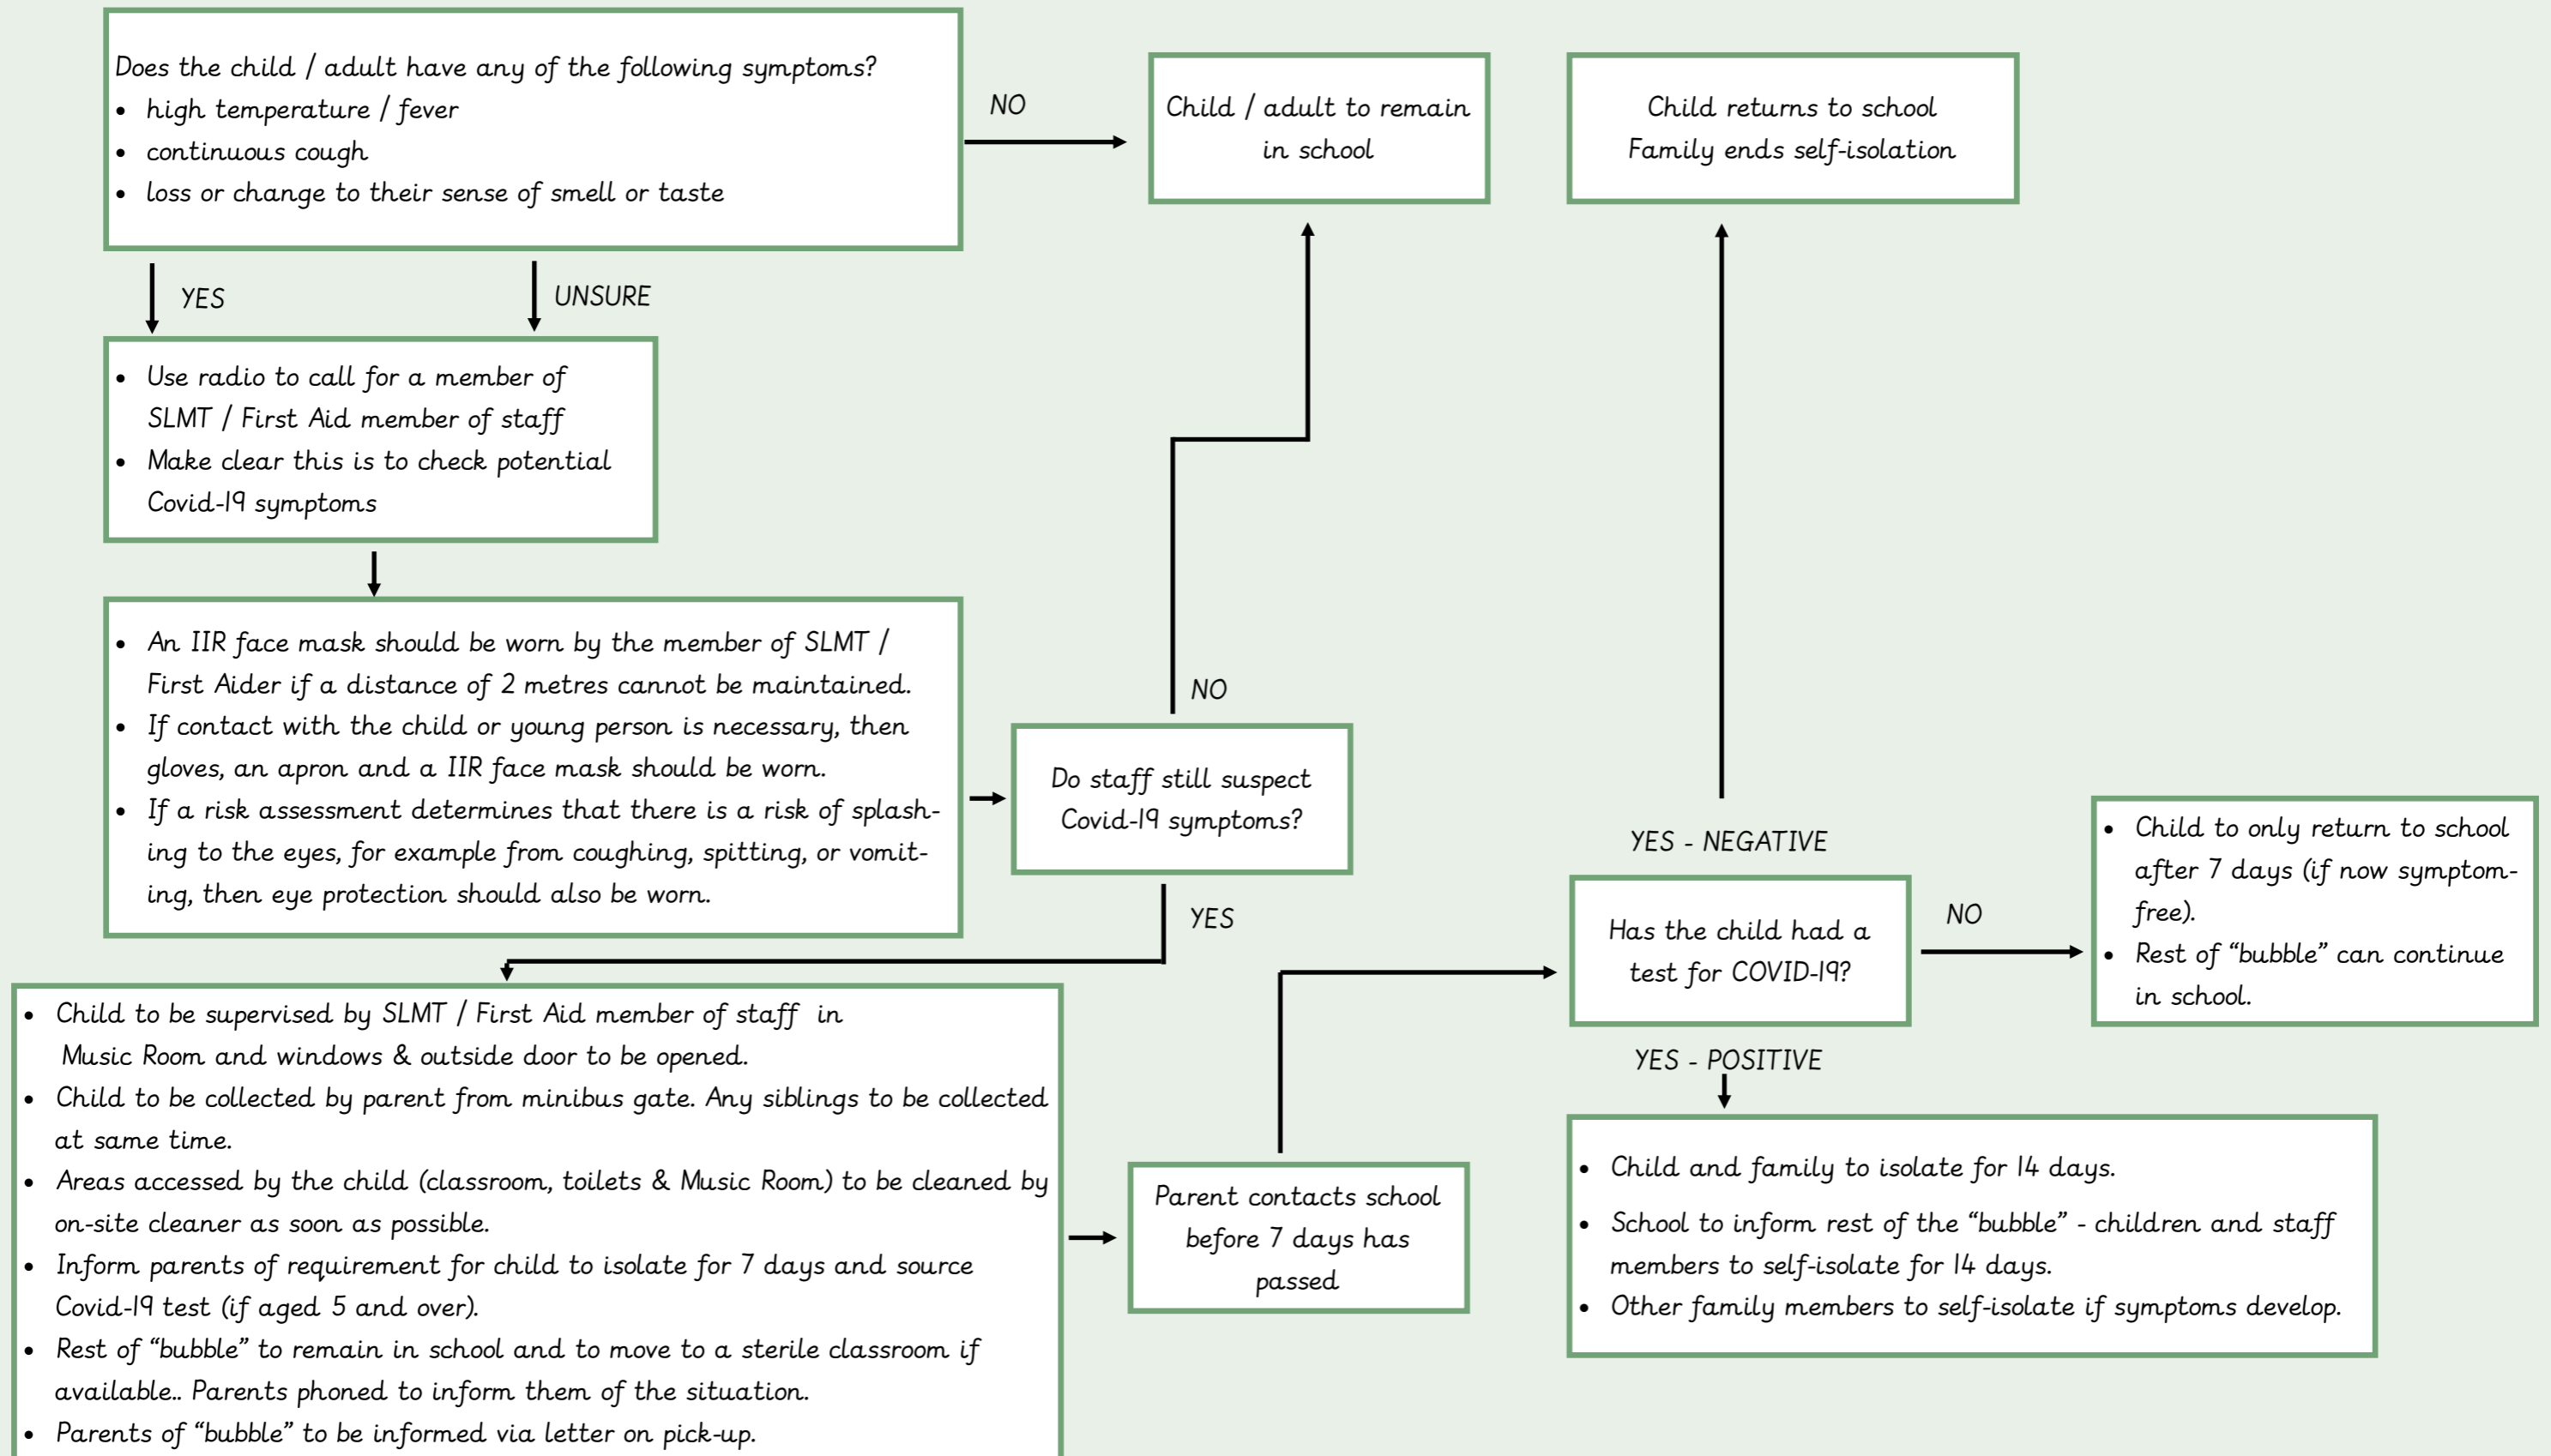 Does the child / adult have any of the following symptoms?
• high temperature / fever
• continuous cough
• loss or change to their sense of smell or taste
NO
Child / adult to remain
in school
Child returns to school
Family ends self-isolation
YES
UNSURE
• Use radio to call for a member of
SLMT / First Aid member of staff
• Make clear this is to check potential
Covid-19 symptoms
• An IIR face mask should be worn by the member of SLMT /
First Aider if a distance of 2 metres cannot be maintained.
• If contact with the child or young person is necessary, then
gloves, an apron and a IIR face mask should be worn.
• If a risk assessment determines that there is a risk of splash-
ing to the eyes, for example from coughing, spitting, or vomit-
ing, then eye protection should also be worn.
NO
Do staff still suspect
Covid-19 symptoms?
YES
• Child to be supervised by SLMT / First Aid member of staff in
Music Room and windows & outside door to be opened.
• Child to be collected by parent from minibus gate. Any siblings to be collected
at same time.
• Areas accessed by the child (classroom, toilets & Music Room) to be cleaned by
on-site cleaner as soon as possible.
• Inform parents of requirement for child to isolate for 7 days and source
Covid-19 test (if aged 5 and over).
• Rest of “bubble” to remain in school and to move to a sterile classroom if
available.. Parents phoned to inform them of the situation.
• Parents of “bubble” to be informed via letter on pick-up.
Parent contacts school
before 7 days has
passed
YES - NEGATIVE
Has the child had a
test for COVID-19?
NO
• Child to only return to school
after 7 days (if now symptom-
free).
• Rest of “bubble” can continue
in school.
YES - POSITIVE
• Child and family to isolate for 14 days.
• School to inform rest of the “bubble” - children and staff
members to self-isolate for 14 days.
• Other family members to self-isolate if symptoms develop.